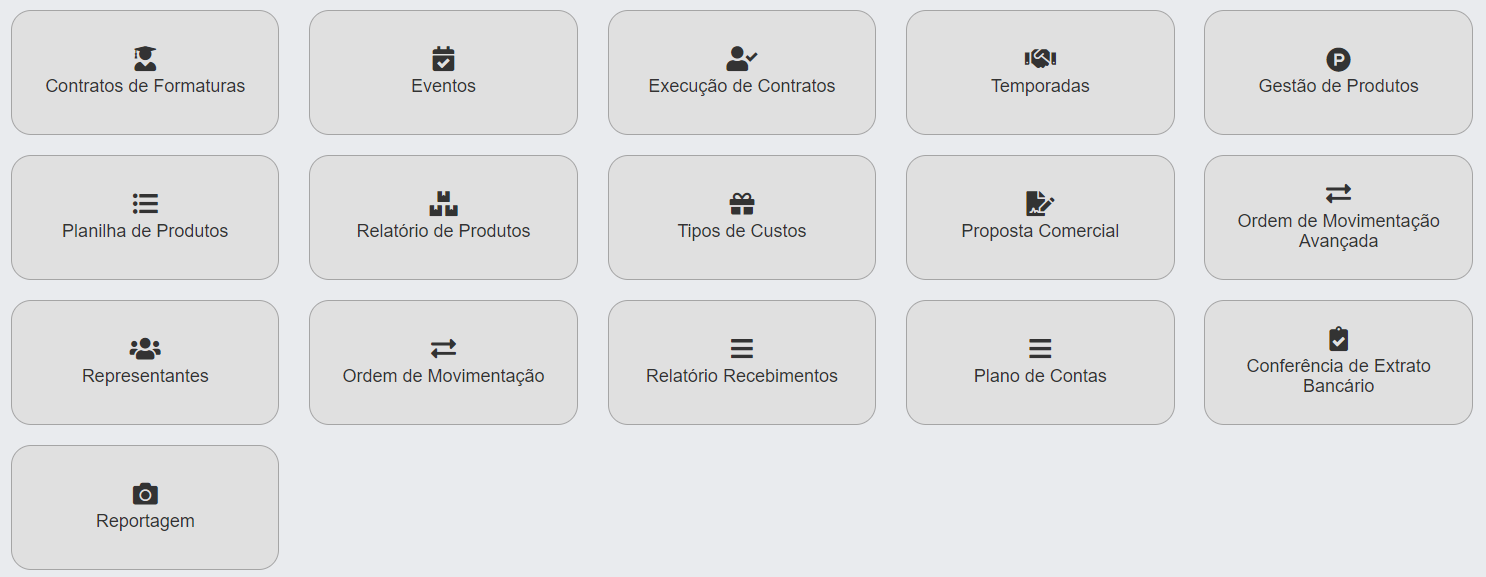 Contratos de Formaturas
Eventos
Execução de Contratos
Temporadas
P
Gestão de Produtos
Planilha de Produtos
Relatório de Produtos
Tipos de Custos
Proposta Comercial
Ordem de Movimentação
Avançada
Representantes
Ordem de Movimentação
Relatório Recebimentos
Plano de Contas
Conferência de Extrato
Bancário
Reportagem